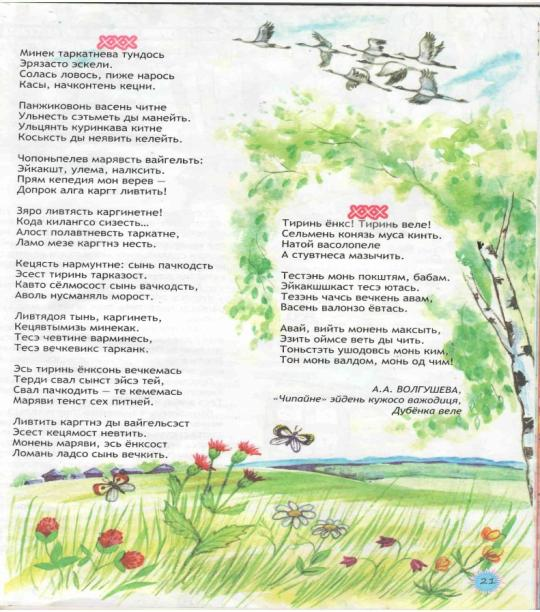 Минек таркатнева тундось
Эрязасто эскели.
Солась ловось, пиже нарось
Касы, начконтень кецни.

Панжиковонь васень читне
Ульнесть сэтьметь ды манейть.
Ульцянть куринкава китне
Коськсть ды неявить келейть.

Чопоньпелев марявсть вайгельть:
Эйкакшт, улема, налксить.
Прям кепедия мон верев —
Допрок алга каргт ливтить!

Зяро ливтясть каргинетне!
Кода килангсо сизесть...
Алост полавтневсть таркатне,
Ламо мезе каргтнэ несть.

Кецясть нармунтне: сынь пачкодсть
Эсест тиринь тарказост.
Кавто сёлмосост сынь вачкодсть,
Аволь нусманяль морост.

Ливтядоя тынь, каргинеть,
Кецявтымизь минекак.
Тесэ чевтине варминесь,
Тесэ вечкевикс тарканк.

Эсь тиринь ёнксонь вечкемась
Терди свал сынст эйсэ тей,
Свал пачкодить — те кемемась
Маряви тенст сех питней.

Ливтить каргтнэ ды вайгельсэст
Эсест кецямост невтить.
Монень маряви, эсь ёнксост
Ломань ладсо сынь вечкить.

Тиринь ёнкс! Тиринь веле!
Сельмень конязь муса кинть.
Натой васолопеле
А стувтнеса мазычить.

Тестэнь монь покштям, бабам.
Эйкакшшкаст тесэ ютась.
Тезэнь чачсь вечкень авам,
Васень валонзо ёвтась.

Авай, вийть монень максыть,
Эзить оймсе веть ды чить.
Тоньстэть ушодовсь монь ким,
Тон монь валдом, монь од чим!

А.А. ВОЛГУШЕВА,
«Чипайне» эйдень кужосо важодиця,
Дубёнка веле
21